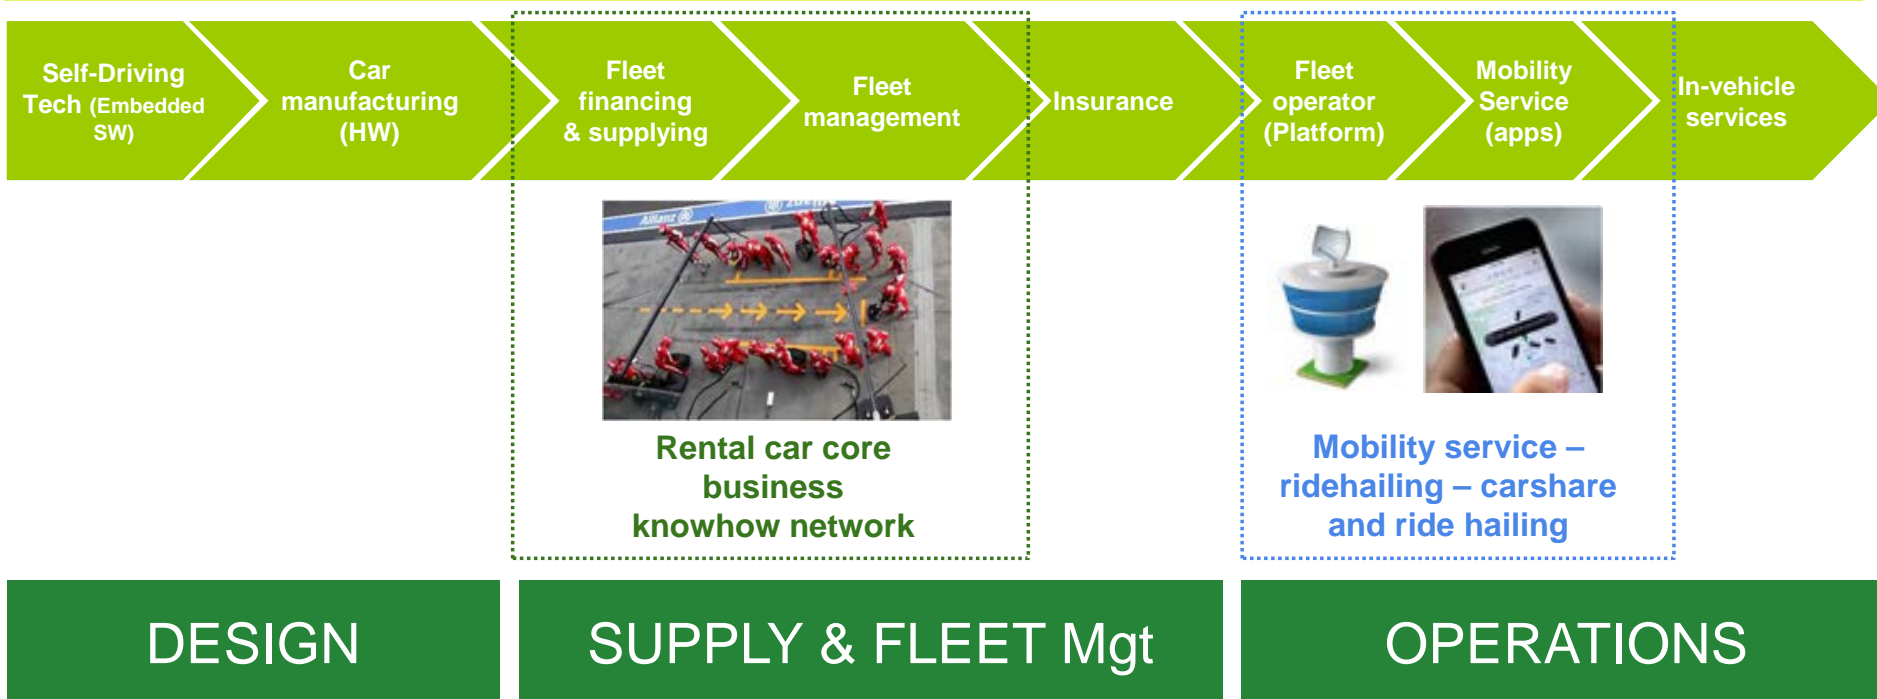 Self-Driving
Tech (Embedded
SW)
Car
manufacturing
(HW)
Fleet
financing
& supplying
Fleet
management
Insurance
Fleet
operator
(Platform)
Mobility
Service
(apps)
In-vehicle
services
Allianz
Rental car core
business
knowhow network
Mobility service –
ridehailing – carshare
and ride hailing
DESIGN
SUPPLY & FLEET Mgt
OPERATIONS